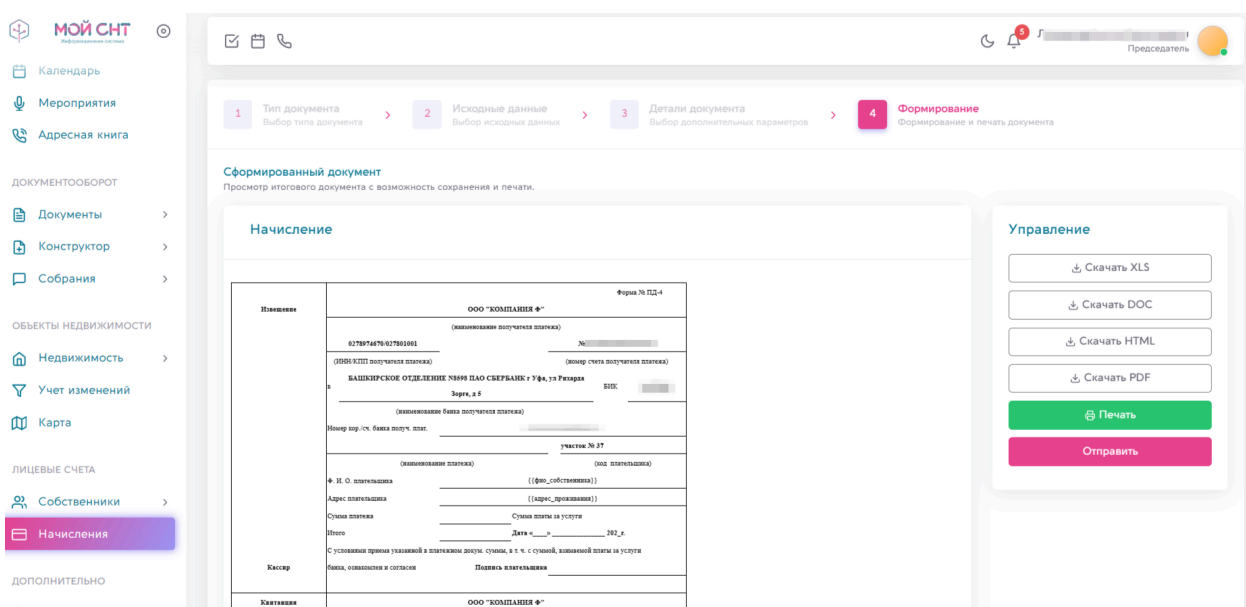 МОЙ СНТ
Информационная система
Календарь
Мероприятия
Адресная книга
ДОКУМЕНТООБОРОТ
Документы
Конструктор
Собрания
ОБЪЕКТЫ НЕДВИЖИМОСТИ
Недвижимость
Учет изменений
Карта
ЛИЦЕВЫЕ СЧЕТА
Собственники
Начисления
ДОПОЛНИТЕЛЬНО
5
Председатель
1 Тип документа
Выбор типа документа
2 Исходные данные
Выбор исходных данных
3 Детали документа
Выбор дополнительных параметров
4 Формирование
Формирование и печать документа
Сформированный документ
Просмотр итогового документа с возможность сохранения и печати.
Начисление
Форма № ПД-4
Извещение
ООО "КОМПАНИЯ Ф"
(наименование получателя платежа)
0278974670/027801001 №
(ИНН/КПП получателя платежа) (номер счета получателя платежа)
в БАШКИРСКОЕ ОТДЕЛЕНИЕ N8598 ПАО СБЕРБАНК г Уфа, ул Рихарда БИК
Зорге, д 5
(наименование банка получателя платежа)
Номер кор./сч. банка получ. плат.
участок № 37
(наименование платежа) (код плательщика)
Ф. И. О. плательщика {{фио_собственника}}
Адрес плательщика {{адрес_проживания}}
Сумма платежа Сумма платы за услуги
Итого Дата «____» ______________ 202_г.
С условиями приема указанной в платежном докум. суммы, в т. ч. с суммой, взимаемой платы за услуги
Кассир банка, ознакомлен и согласен Подпись плательщика
Квитанция ООО "КОМПАНИЯ Ф"
Управление
Скачать XLS
Скачать DOC
Скачать HTML
Скачать PDF
Печать
Отправить